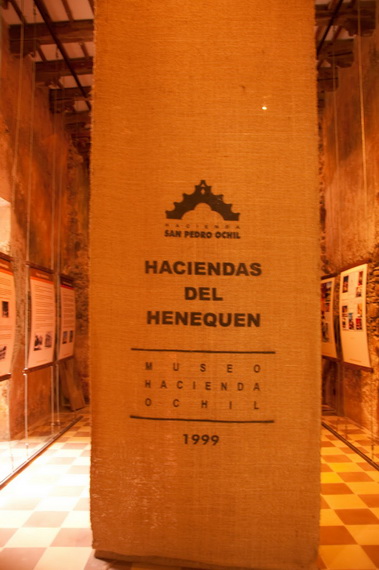 HACIENDA
SAN PEDRO OCHIL
HACIENDAS
DEL
HENEQUEN
MUSEO
HACIENDA
OCHIL
1999